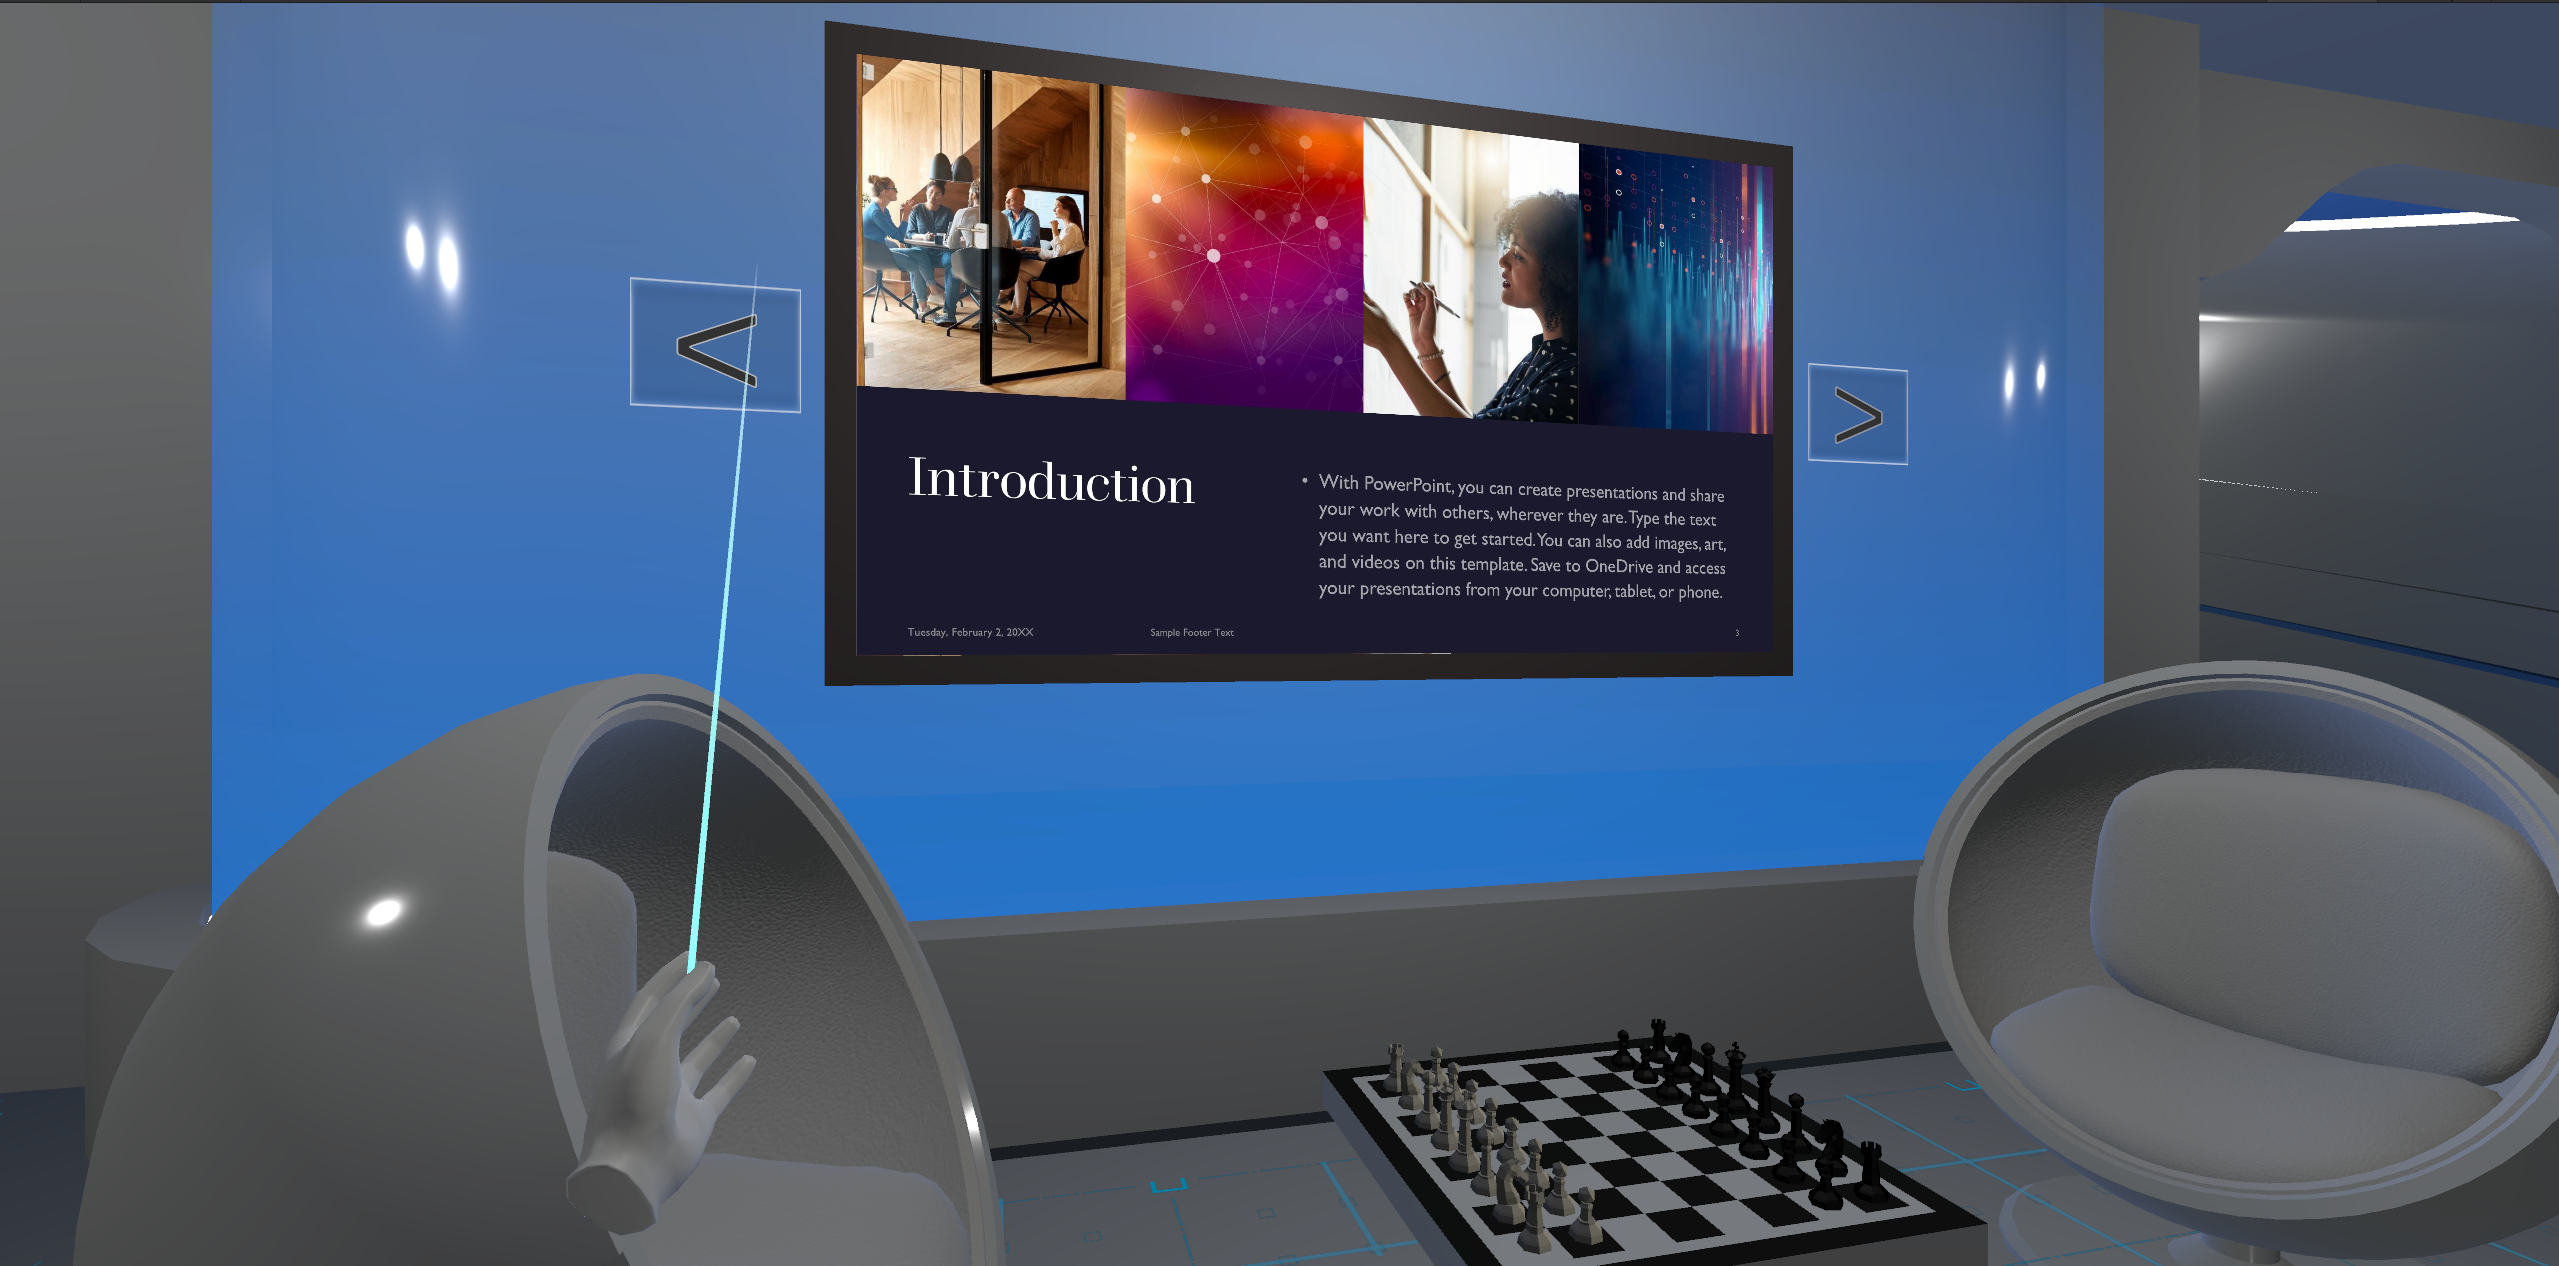 <
>
Introduction
• With PowerPoint, you can create presentations and share
your work with others, wherever they are. Type the text
you want here to get started. You can also add images, art,
and videos on this template. Save to OneDrive and access
your presentations from your computer, tablet, or phone.
Tuesday, February 2, 20XX
Sample Footer Text
3